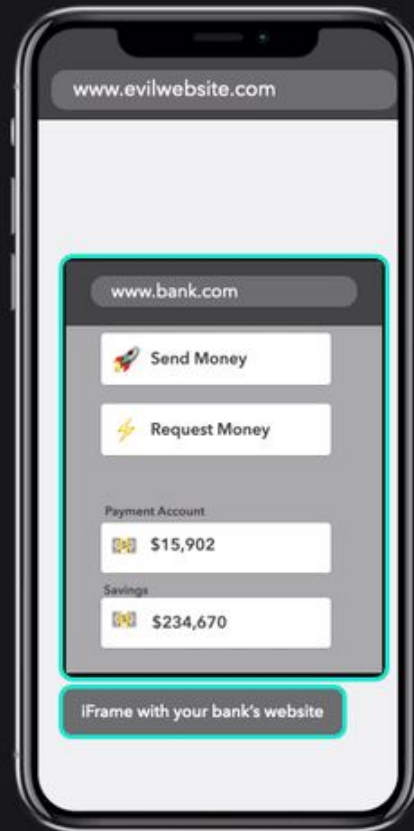 www.evilwebsite.com
www.bank.com
Send Money
Request Money
Payment Account
$15,902
Savings
$234,670
iFrame with your bank's website